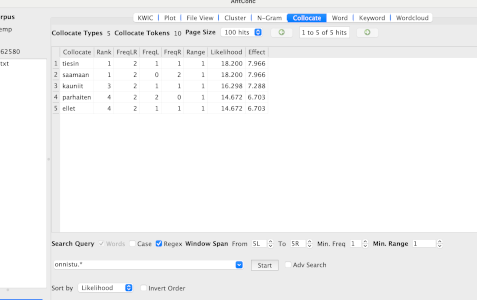 AntConc
rpus
KWIC Plot File View Cluster N-Gram Collocate Word Keyword Wordcloud
emp
Collocate Types 5 Collocate Tokens 10 Page Size 100 hits 1 to 5 of 5 hits
62580
Collocate Rank FreqLR FreqL FreqR Range Likelihood Effect
txt
1 tiesin 1 2 1 1 1 18.200 7.966
2 saamaan 1 2 0 2 1 18.200 7.966
3 kauniit 3 2 1 1 1 16.298 7.288
4 parhaiten 4 2 2 0 1 14.672 6.703
5 ellet 4 2 1 1 1 14.672 6.703
Search Query Words Case Regex Window Span From 5L To 5R Min. Freq 1 Min. Range 1
onnistu.* Start Adv Search
Sort by Likelihood Invert Order